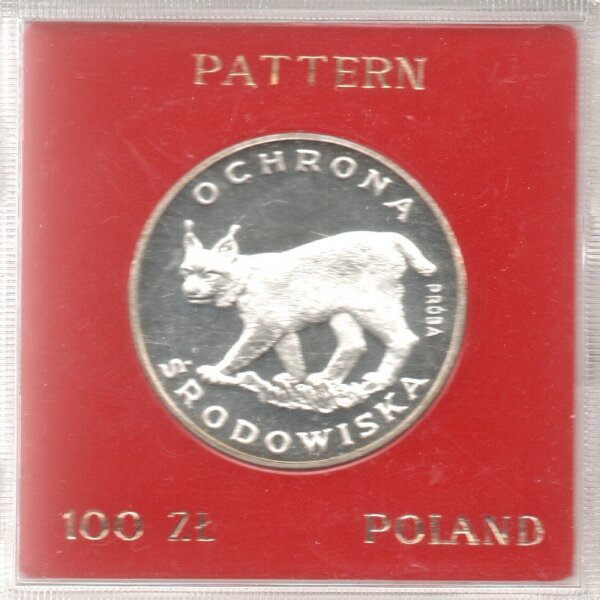 PATTERN
OCHRONA
PRÓBA
ŚRODOWISKA
100 ZŁ POLAND